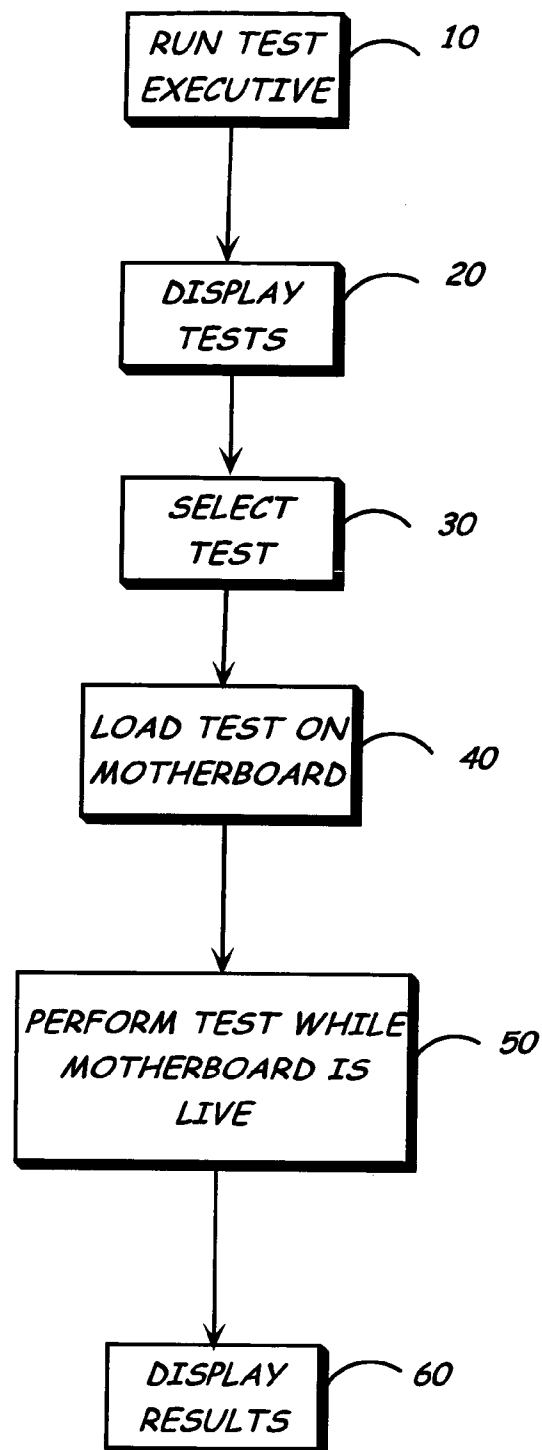 RUN TEST
EXECUTIVE
10
DISPLAY
TESTS
20
SELECT
TEST
30
LOAD TEST ON
MOTHERBOARD
40
PERFORM TEST WHILE
MOTHERBOARD IS
LIVE
50
DISPLAY
RESULTS
60